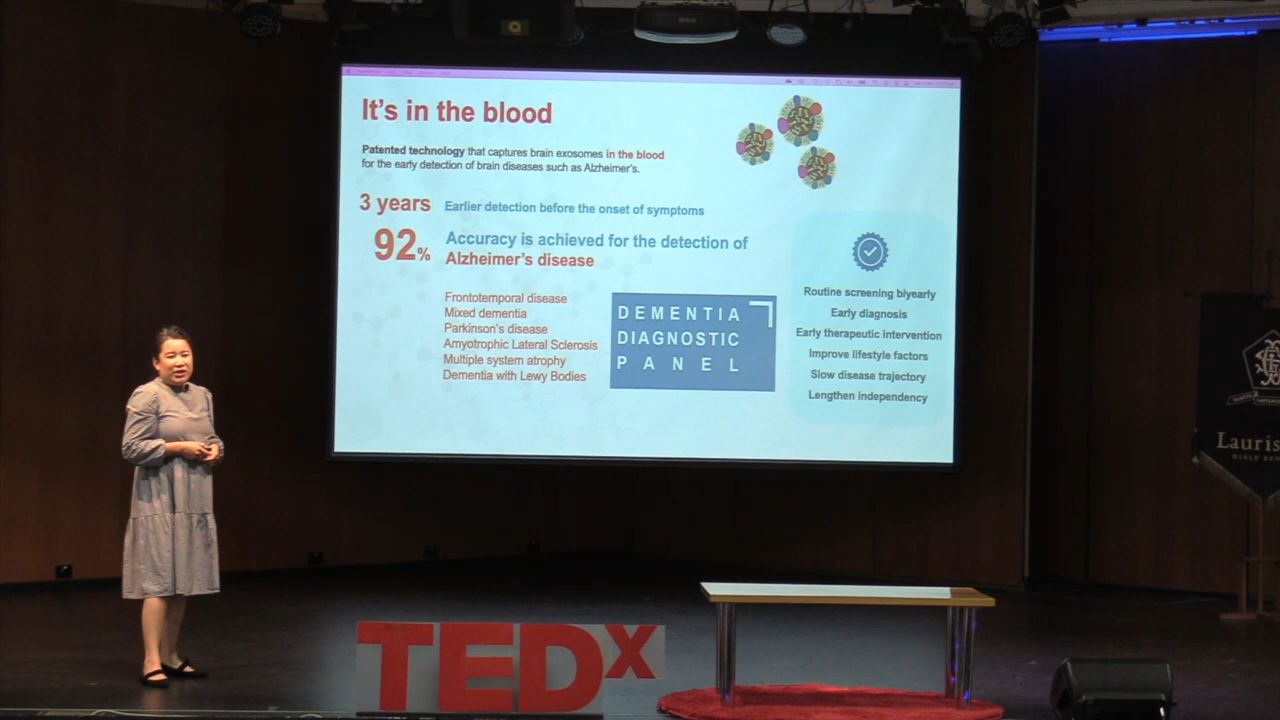 EPSON
It's in the blood
Patented technology that captures brain exosomes in the blood
for the early detection of brain diseases such as Alzheimer's.
3 years Earlier detection before the onset of symptoms
92% Accuracy is achieved for the detection of
Alzheimer's disease
Frontotemporal disease
Mixed dementia
Parkinson's disease
Amyotrophic Lateral Sclerosis
Multiple system atrophy
Dementia with Lewy Bodies
DEMENTIA
DIAGNOSTIC
PANEL
Routine screening biyearly
Early diagnosis
Early therapeutic intervention
Improve lifestyle factors
Slow disease trajectory
Lengthen independency
Lauris
GIRLS' SCH
TEDx